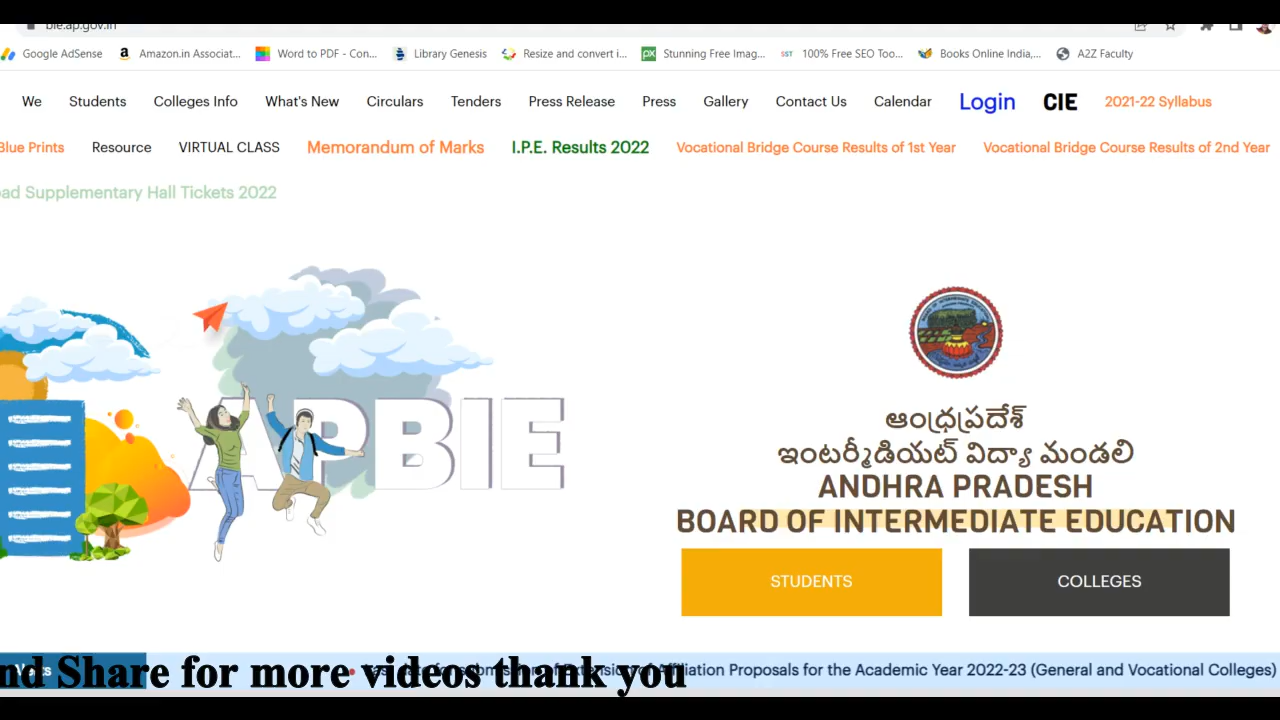 bie.ap.gov.in
Google AdSense Amazon.in Associat... Word to PDF - Con... Library Genesis Resize and convert i... Stunning Free Imag... SST 100% Free SEO Too... Books Online India,... A2Z Faculty
We Students Colleges Info What's New Circulars Tenders Press Release Press Gallery Contact Us Calendar Login CIE 2021-22 Syllabus
Blue Prints Resource VIRTUAL CLASS Memorandum of Marks I.P.E. Results 2022 Vocational Bridge Course Results of 1st Year Vocational Bridge Course Results of 2nd Year
Supplementary Hall Tickets 2022
APBIE
ఆంధ్రప్రదేశ్
ఇంటర్మీడియట్ విద్యా మండలి
ANDHRA PRADESH
BOARD OF INTERMEDIATE EDUCATION
STUDENTS COLLEGES
of Extension of Affiliation Proposals for the Academic Year 2022-23 (General and Vocational Colleges)
Share for more videos thank you